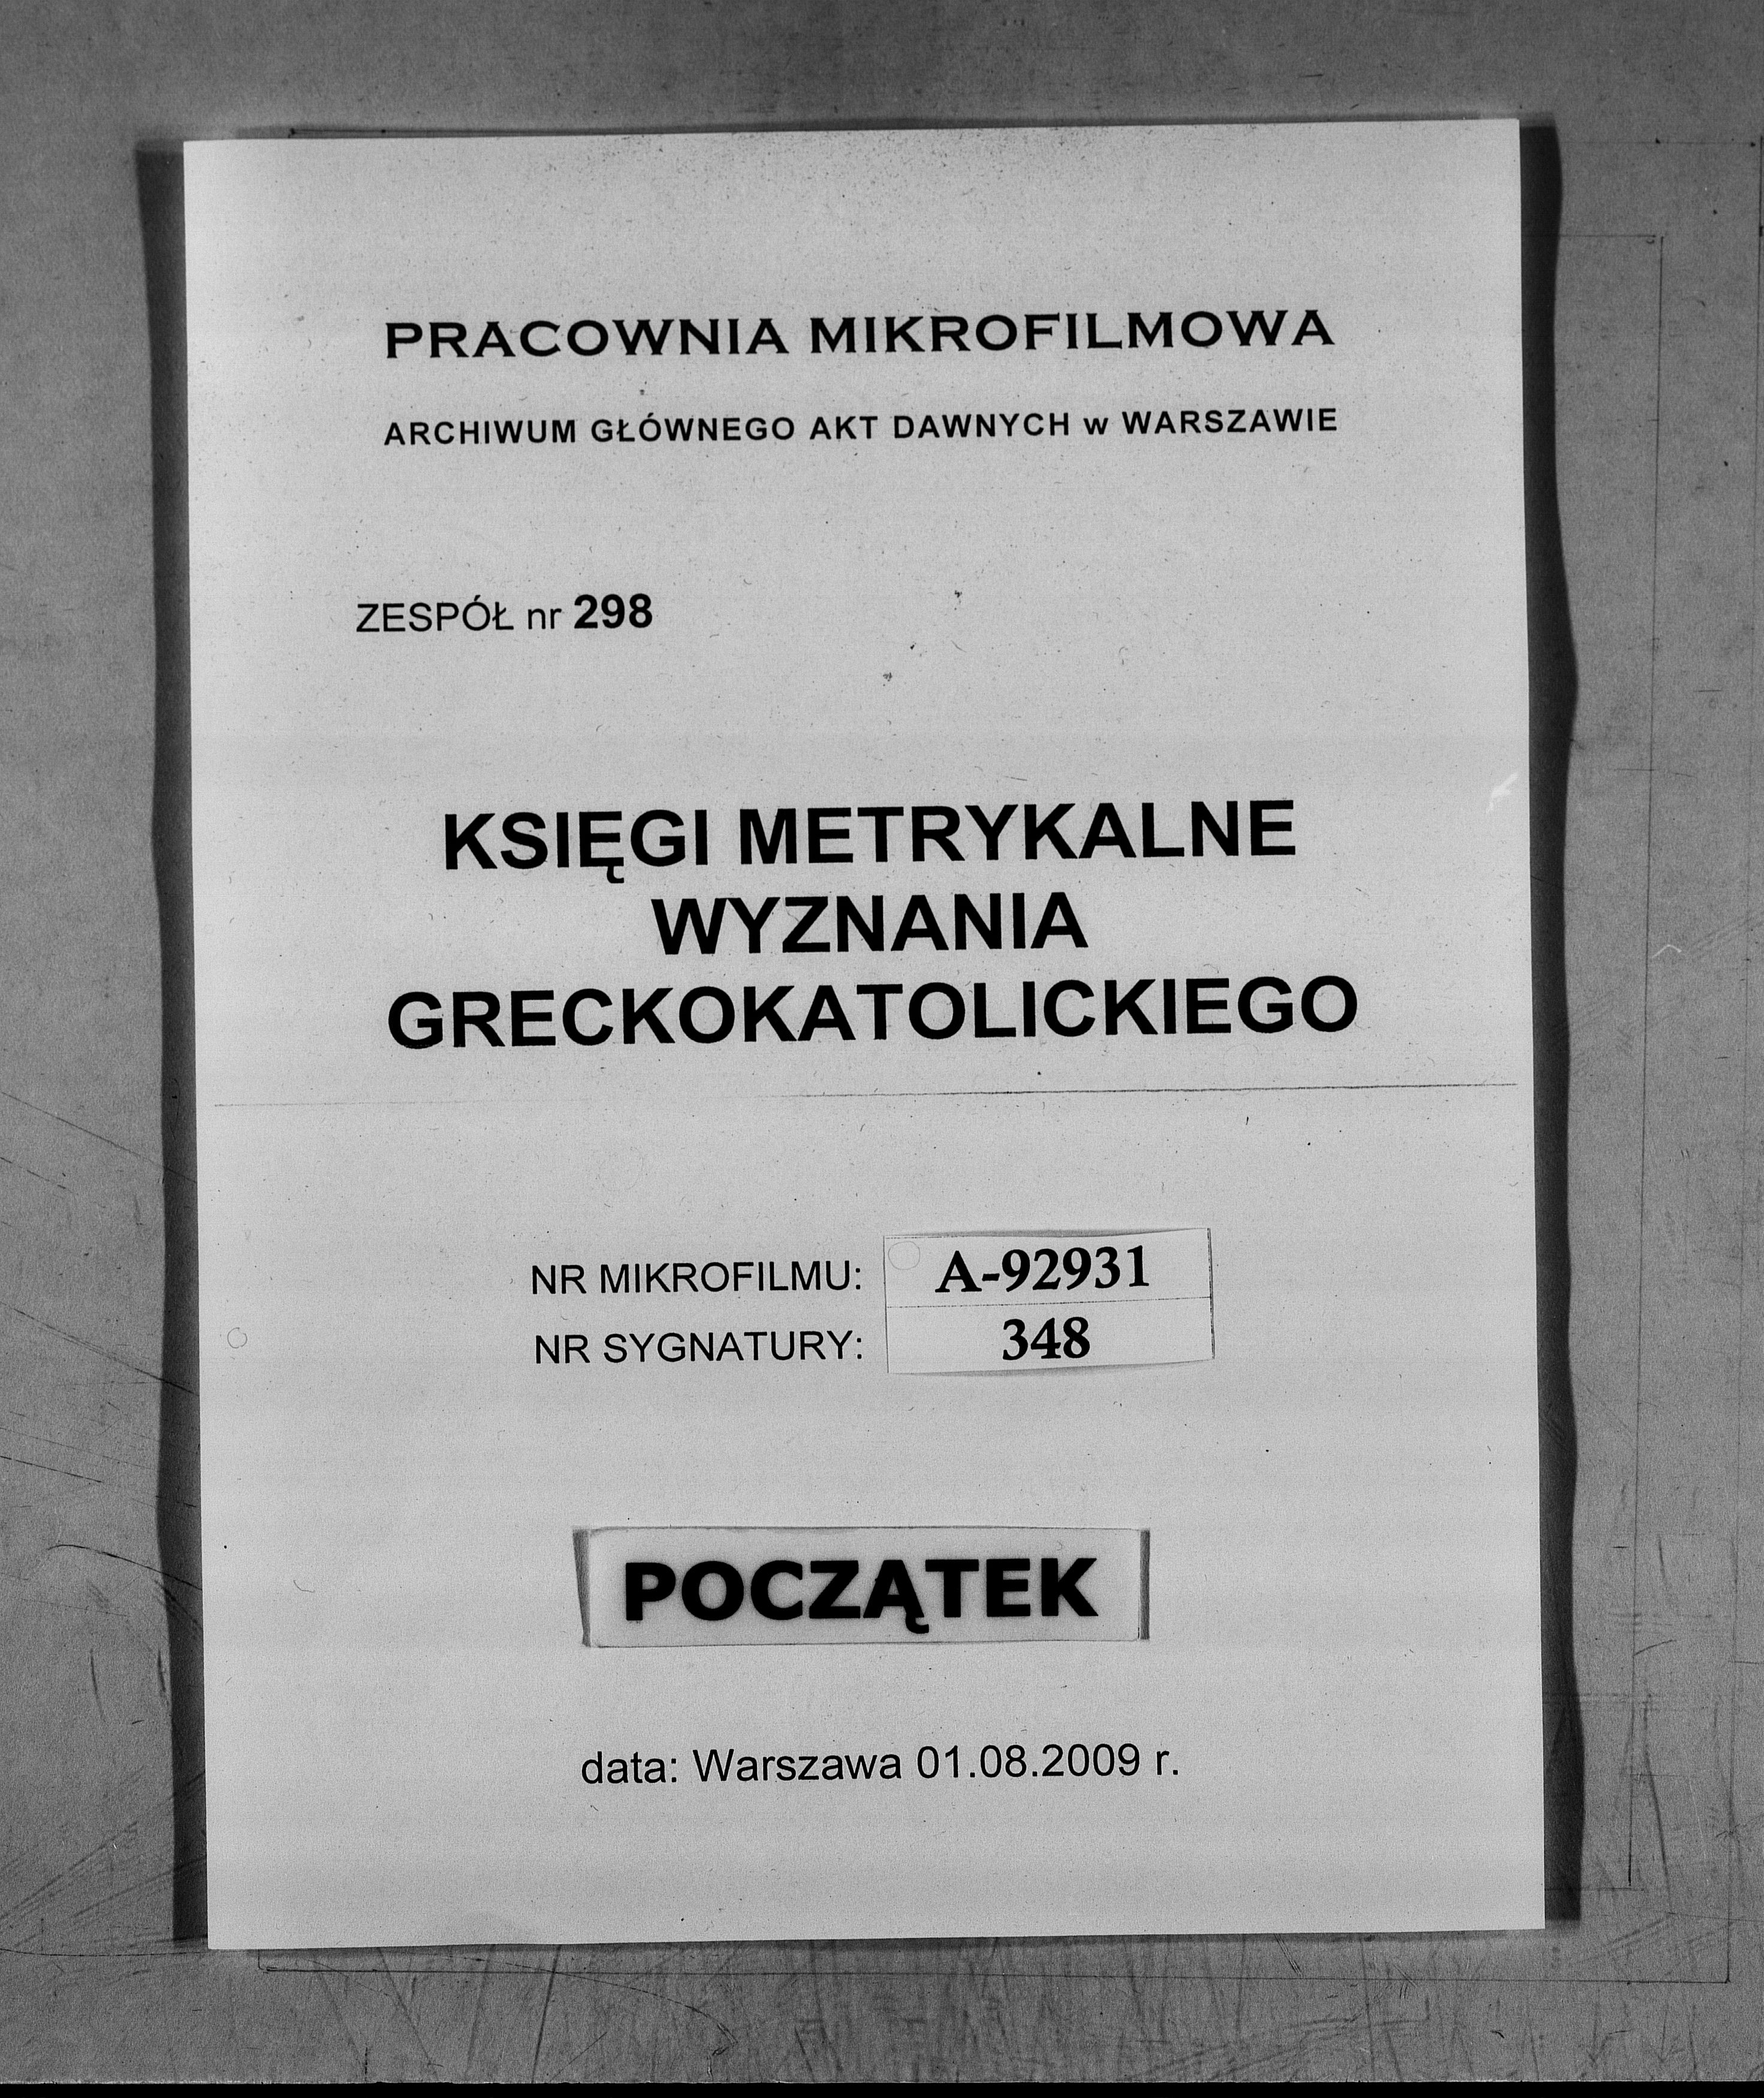 PRACOWNIA MIKROFILMOWA
ARCHIWUM GŁÓWNEGO AKT DAWNYCH w WARSZAWIE
ZESPÓŁ nr 298
KSIĘGI METRYKALNE
WYZNANIA
GRECKOKATOLICKIEGO
NR MIKROFILMU: A-92931
NR SYGNATURY: 348
POCZĄTEK
data: Warszawa 01.08.2009 r.